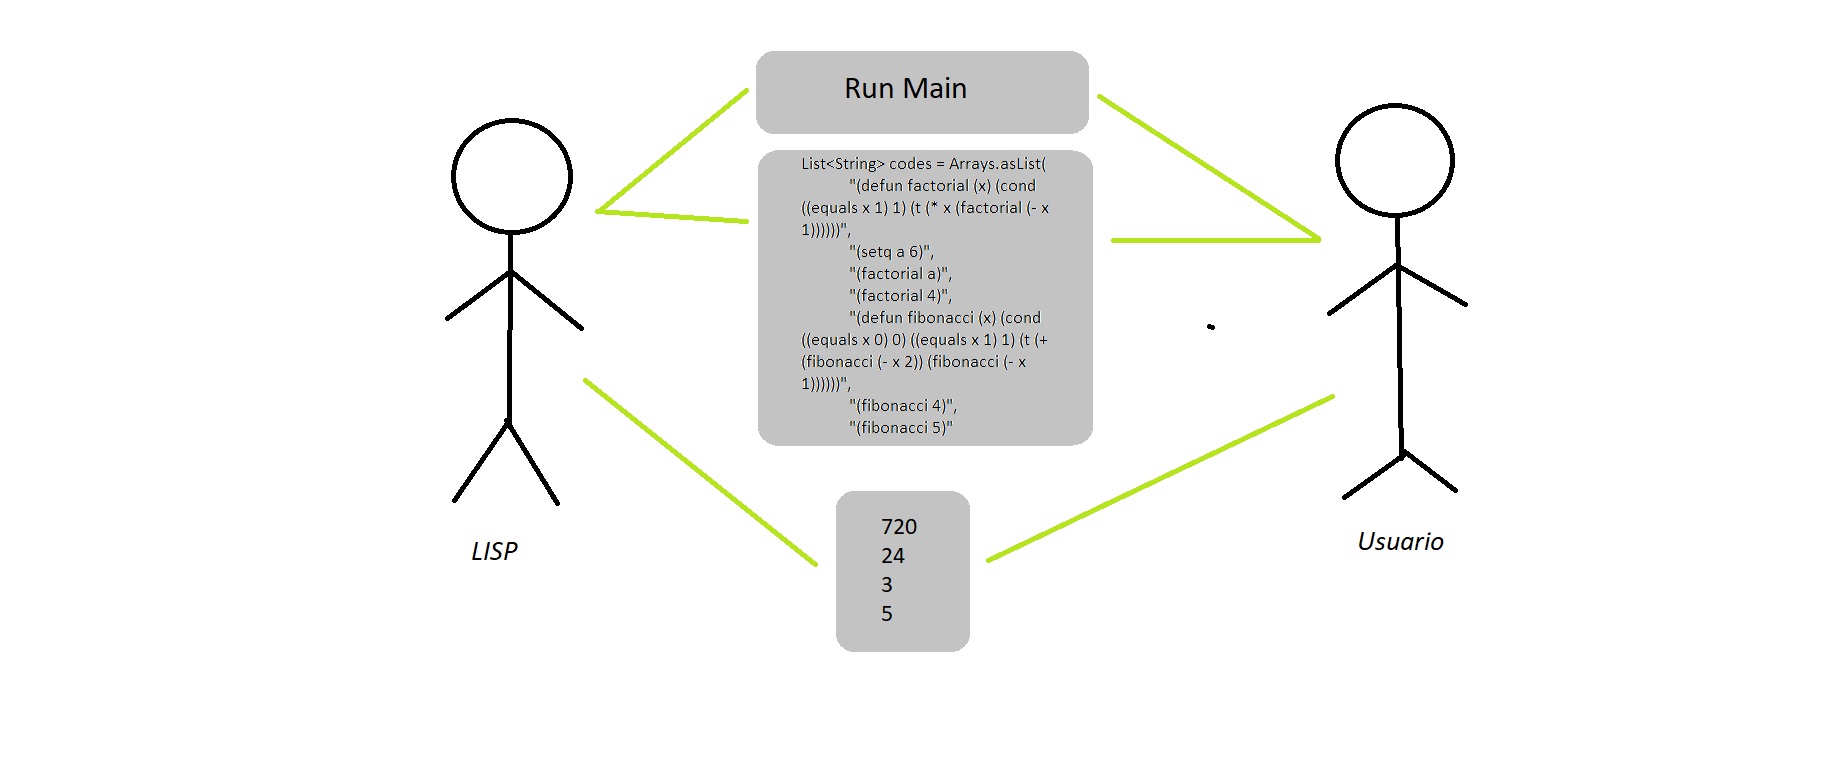 Run Main
List<String> codes = Arrays.asList(
"(defun factorial (x) (cond
((equals x 1) 1) (t (* x (factorial (- x
1))))))",
"(setq a 6)",
"(factorial a)",
"(factorial 4)",
"(defun fibonacci (x) (cond
((equals x 0) 0) ((equals x 1) 1) (t (+
(fibonacci (- x 2)) (fibonacci (- x
1))))))",
"(fibonacci 4)",
"(fibonacci 5)"
720
24
3
5
LISP
Usuario